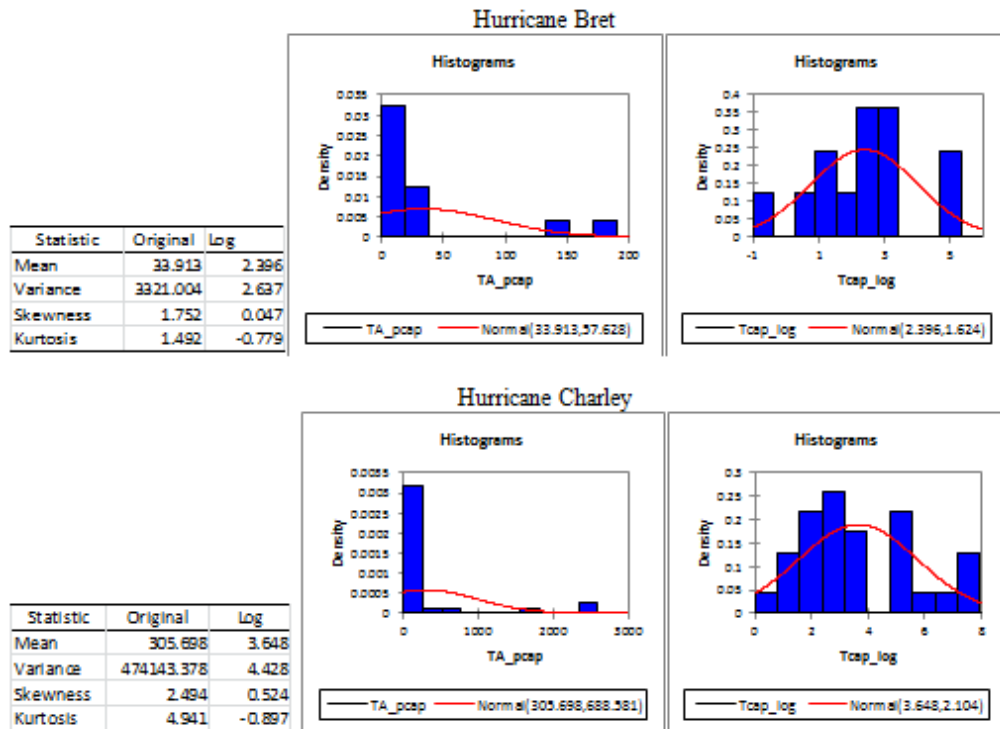 Hurricane Bret
Statistic Original Log
Mean 33.913 2.396
Variance 3321.004 2.637
Skewness 1.752 0.047
Kurtosis 1.492 -0.779
Histograms
Density
0.035
0.03
0.025
0.02
0.015
0.01
0.005
0
0 50 100 150 200
TA_pcap
TA_pcap Normal(33.913,57.628)
Histograms
Density
0.4
0.35
0.3
0.25
0.2
0.15
0.1
0.05
0
-1 1 3 5
Tcap_log
Tcap_log Normal(2.396,1.624)
Hurricane Charley
Statistic Original Log
Mean 305.698 3.648
Variance 474143.378 4.428
Skewness 2.494 0.524
Kurtosis 4.941 -0.897
Histograms
Density
0.0035
0.003
0.0025
0.002
0.0015
0.001
0.0005
0
0 1000 2000 3000
TA_pcap
TA_pcap Normal(305.698,688.581)
Histograms
Density
0.3
0.25
0.2
0.15
0.1
0.05
0
0 2 4 6 8
Tcap_log
Tcap_log Normal(3.648,2.104)